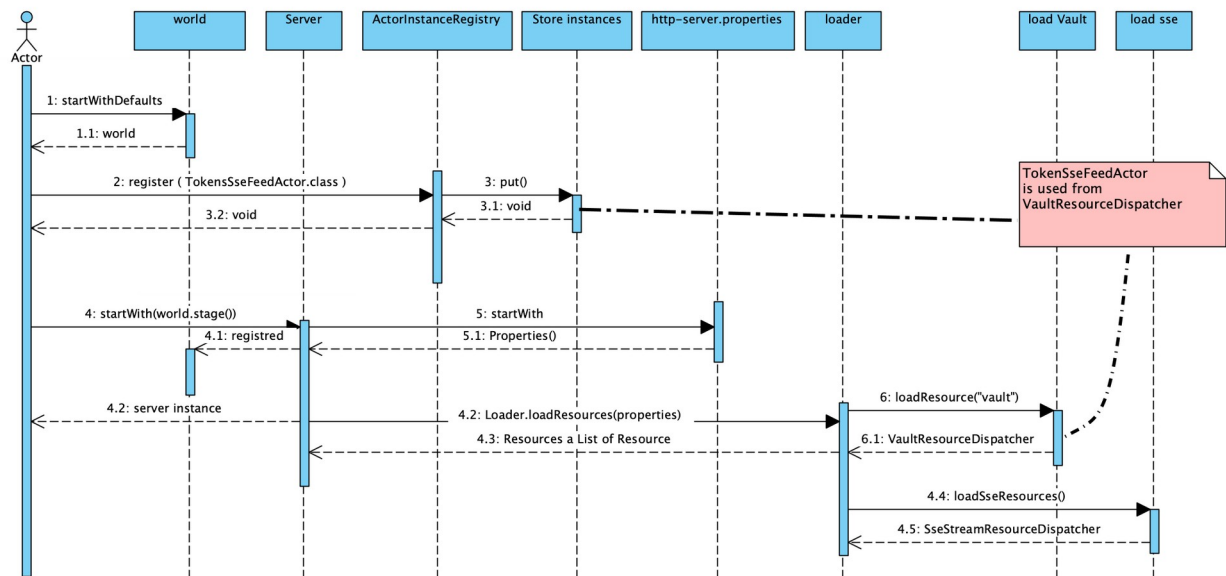 world
Server
ActorInstanceRegistry
Store instances
http-server.properties
loader
load Vault
load sse
Actor
1: startWithDefaults
1.1: world
2: register ( TokensSseFeedActor.class )
3: put()
3.1: void
3.2: void
TokenSseFeedActor
is used from
VaultResourceDispatcher
4: startWith(world.stage())
5: startWith
4.1: registred
5.1: Properties()
4.2: server instance
4.2: Loader.loadResources(properties)
6: loadResource("vault")
4.3: Resources a List of Resource
6.1: VaultResourceDispatcher
4.4: loadSseResources()
4.5: SseStreamResourceDispatcher